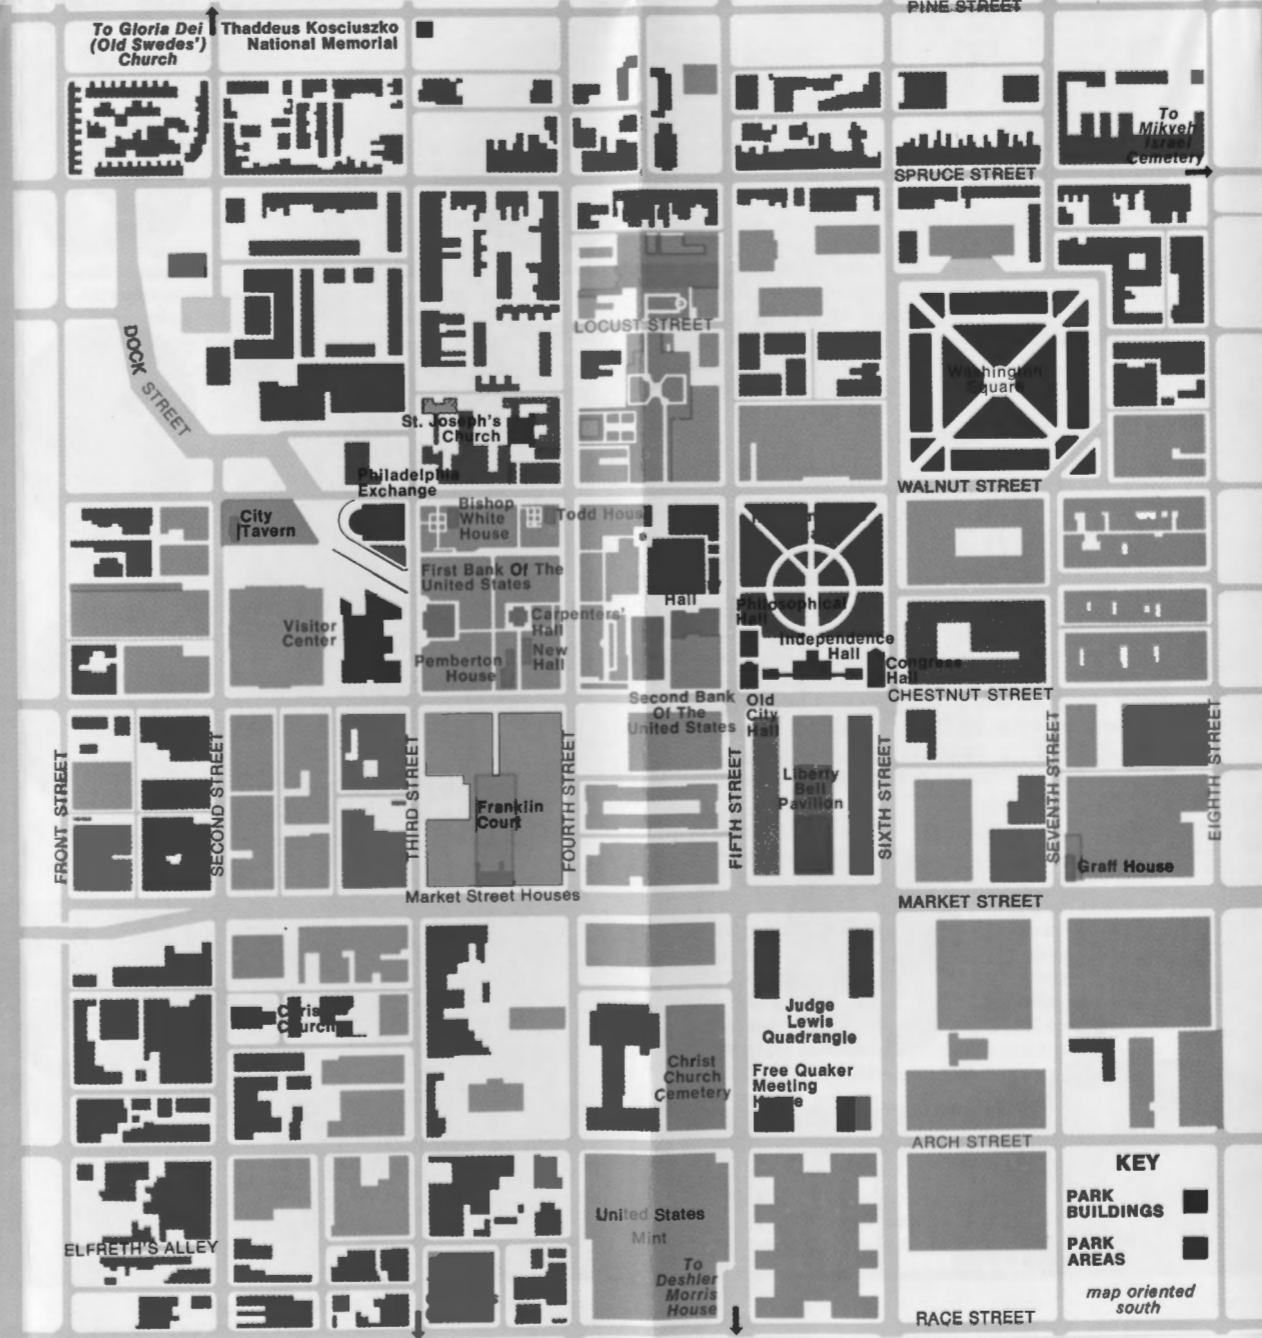 PINE STREET
To Gloria Dei
(Old Swedes')
Church
Thaddeus Kosciuszko
National Memorial
To
Mikveh
Israel
Cemetery
SPRUCE STREET
LOCUST STREET
DOCK STREET
Washington
Square
St. Joseph's
Church
Philadelphia
Exchange
WALNUT STREET
City
Tavern
Bishop
White
House
Todd House
First Bank Of The
United States
Hall
Philosophical
Hall
Carpenters'
Hall
Visitor
Center
Independence
Hall
New
Hall
Pemberton
House
Congress
Hall
CHESTNUT STREET
Second Bank
Of The
United States
Old
City
Hall
FRONT STREET
SECOND STREET
THIRD STREET
FOURTH STREET
FIFTH STREET
SIXTH STREET
SEVENTH STREET
EIGHTH STREET
Liberty
Bell
Pavilion
Franklin
Court
Graff House
Market Street Houses
MARKET STREET
Christ
Church
Judge
Lewis
Quadrangle
Christ
Church
Cemetery
Free Quaker
Meeting
House
ARCH STREET
KEY
PARK
BUILDINGS
PARK
AREAS
map oriented
south
United States
Mint
ELFRETH'S ALLEY
To
Deshler
Morris
House
RACE STREET